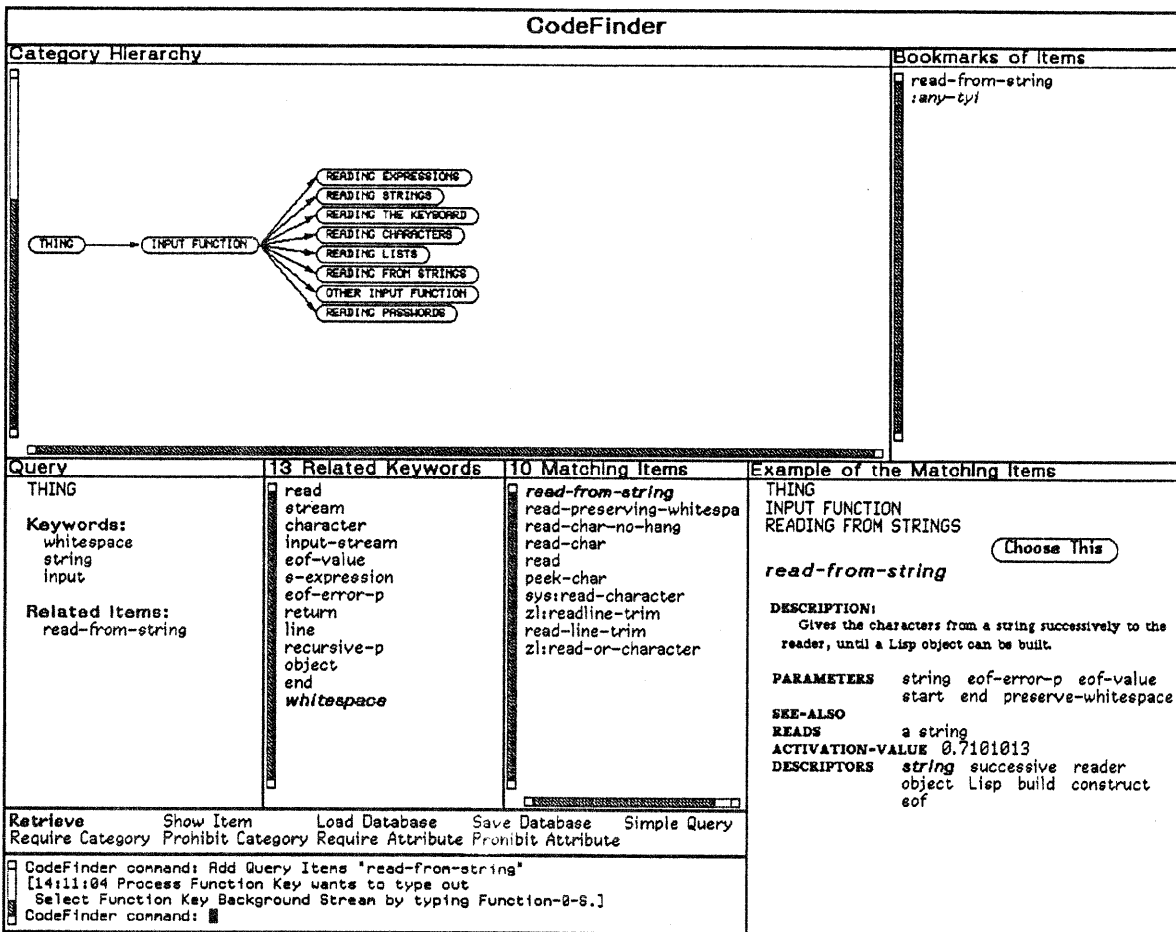 CodeFinder
Category Hierarchy
THING
INPUT FUNCTION
READING EXPRESSIONS
READING STRINGS
READING THE KEYBOARD
READING CHARACTERS
READING LISTS
READING FROM STRINGS
OTHER INPUT FUNCTION
READING PASSWORDS
Bookmarks of Items
read-from-string
:any-tyi
Query
THING
Keywords:
whitespace
string
input
Related Items:
read-from-string
13 Related Keywords
read
stream
character
input-stream
eof-value
s-expression
eof-error-p
return
line
recursive-p
object
end
whitespace
10 Matching Items
read-from-string
read-preserving-whitespa
read-char-no-hang
read-char
read
peek-char
sys:read-character
zl:readline-trim
read-line-trim
zl:read-or-character
Example of the Matching Items
THING
INPUT FUNCTION
READING FROM STRINGS
Choose This
read-from-string
DESCRIPTION:
Gives the characters from a string successively to the
reader, until a Lisp object can be built.
PARAMETERS string eof-error-p eof-value
start end preserve-whitespace
SEE-ALSO
READS a string
ACTIVATION-VALUE 0.7101013
DESCRIPTORS string successive reader
object Lisp build construct
eof
Retrieve Show Item Load Database Save Database Simple Query
Require Category Prohibit Category Require Attribute Prohibit Attribute
CodeFinder command: Add Query Items "read-from-string"
[14:11:04 Process Function Key wants to type out
Select Function Key Background Stream by typing Function-0-S.]
CodeFinder command: